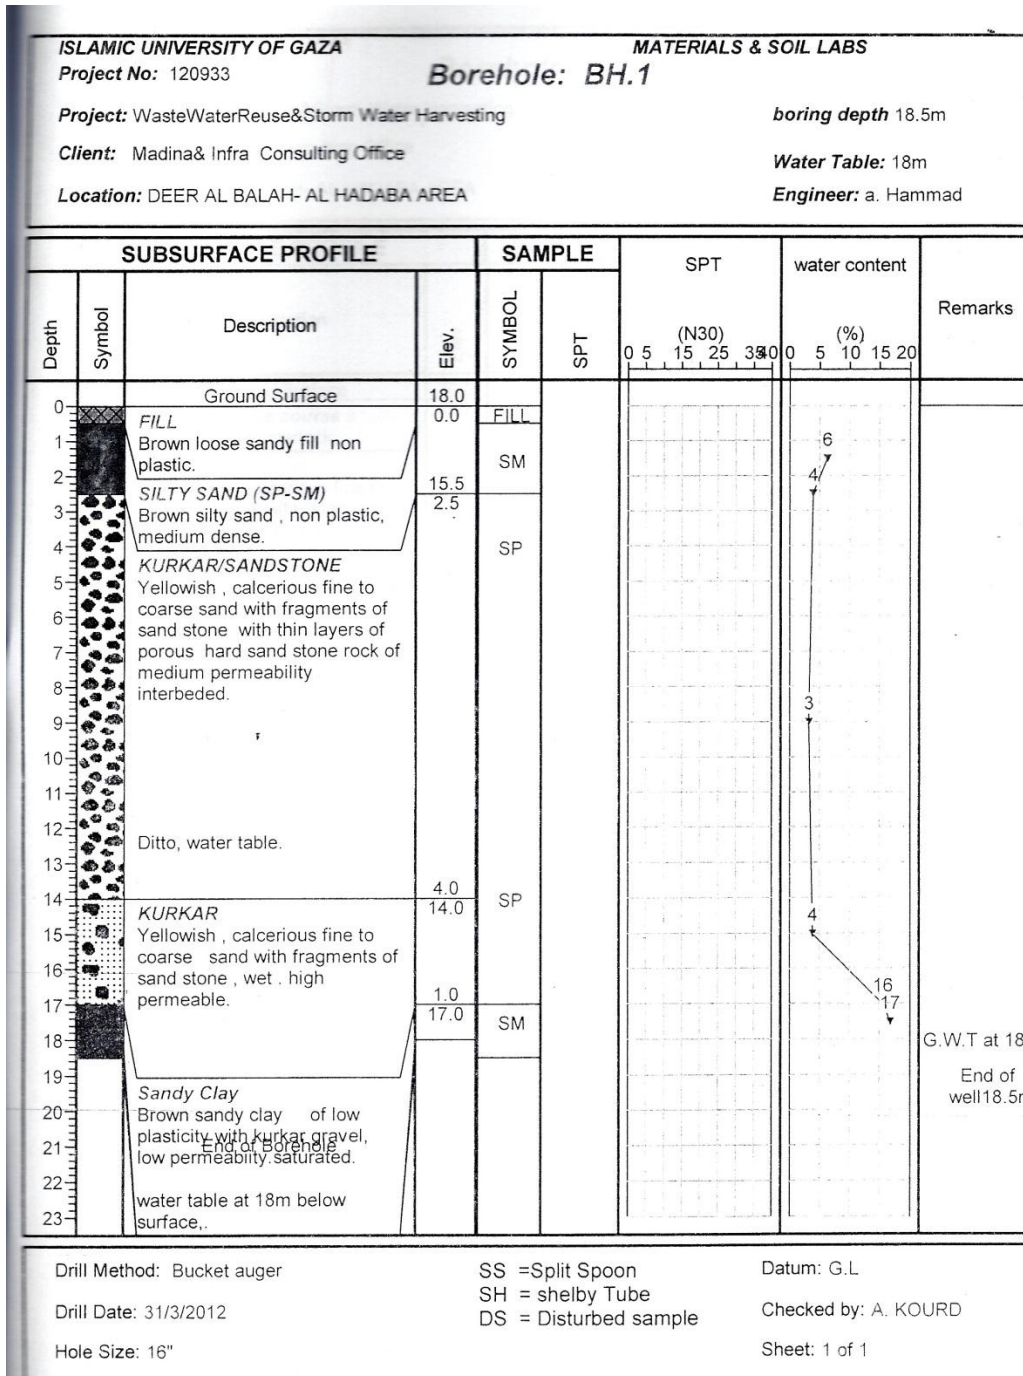 ISLAMIC UNIVERSITY OF GAZA MATERIALS & SOIL LABS
Project No: 120933 Borehole: BH.1
Project: WasteWaterReuse&Storm Water Harvesting boring depth 18.5m
Client: Madina& Infra Consulting Office Water Table: 18m
Location: DEER AL BALAH- AL HADABA AREA Engineer: a. Hammad
SUBSURFACE PROFILE SAMPLE SPT water content Remarks
Depth Symbol Description Elev. SYMBOL SPT (N30) (%)
0 5 15 25 35 40 0 5 10 15 20
Ground Surface 18.0
0 0.0 FILL
FILL
1 Brown loose sandy fill non 6
plastic. SM
2 15.5 4
SILTY SAND (SP-SM) 2.5
3 Brown silty sand , non plastic,
medium dense.
4 SP
KURKAR/SANDSTONE
5 Yellowish , calcerious fine to
coarse sand with fragments of
6 sand stone with thin layers of
7 porous hard sand stone rock of
medium permeability
8 interbeded.
9 3
10
11
12
Ditto, water table.
13
14 4.0 SP
KURKAR 14.0 4
15 Yellowish , calcerious fine to
coarse sand with fragments of
16 sand stone , wet . high 16
permeable. 1.0
17 17.0 SM 17
18 G.W.T at 18
19 End of
well18.5
Sandy Clay
20 Brown sandy clay of low
plasticity with kurkar gravel,
21 End of Borehole
low permeabiity.saturated.
22
water table at 18m below
23 surface,.
Drill Method: Bucket auger SS =Split Spoon Datum: G.L
SH = shelby Tube
Drill Date: 31/3/2012 DS = Disturbed sample Checked by: A. KOURD
Hole Size: 16" Sheet: 1 of 1